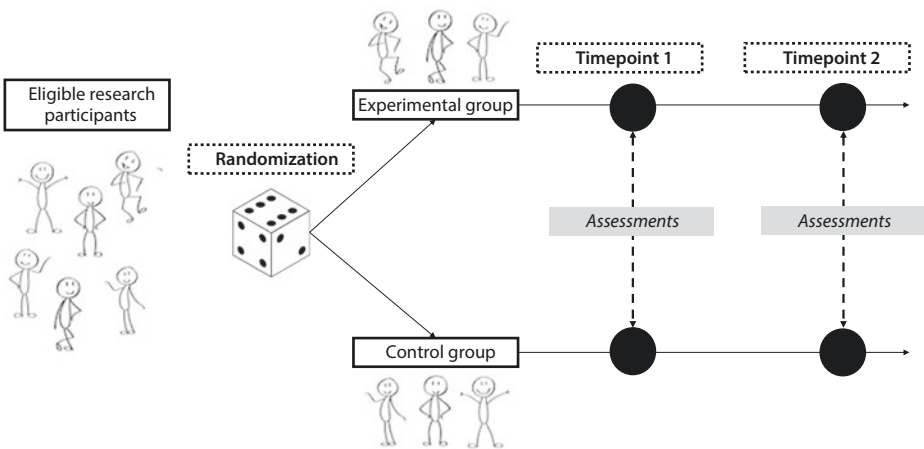 Eligible research
participants
Randomization
Experimental group
Timepoint 1
Timepoint 2
Assessments
Assessments
Control group